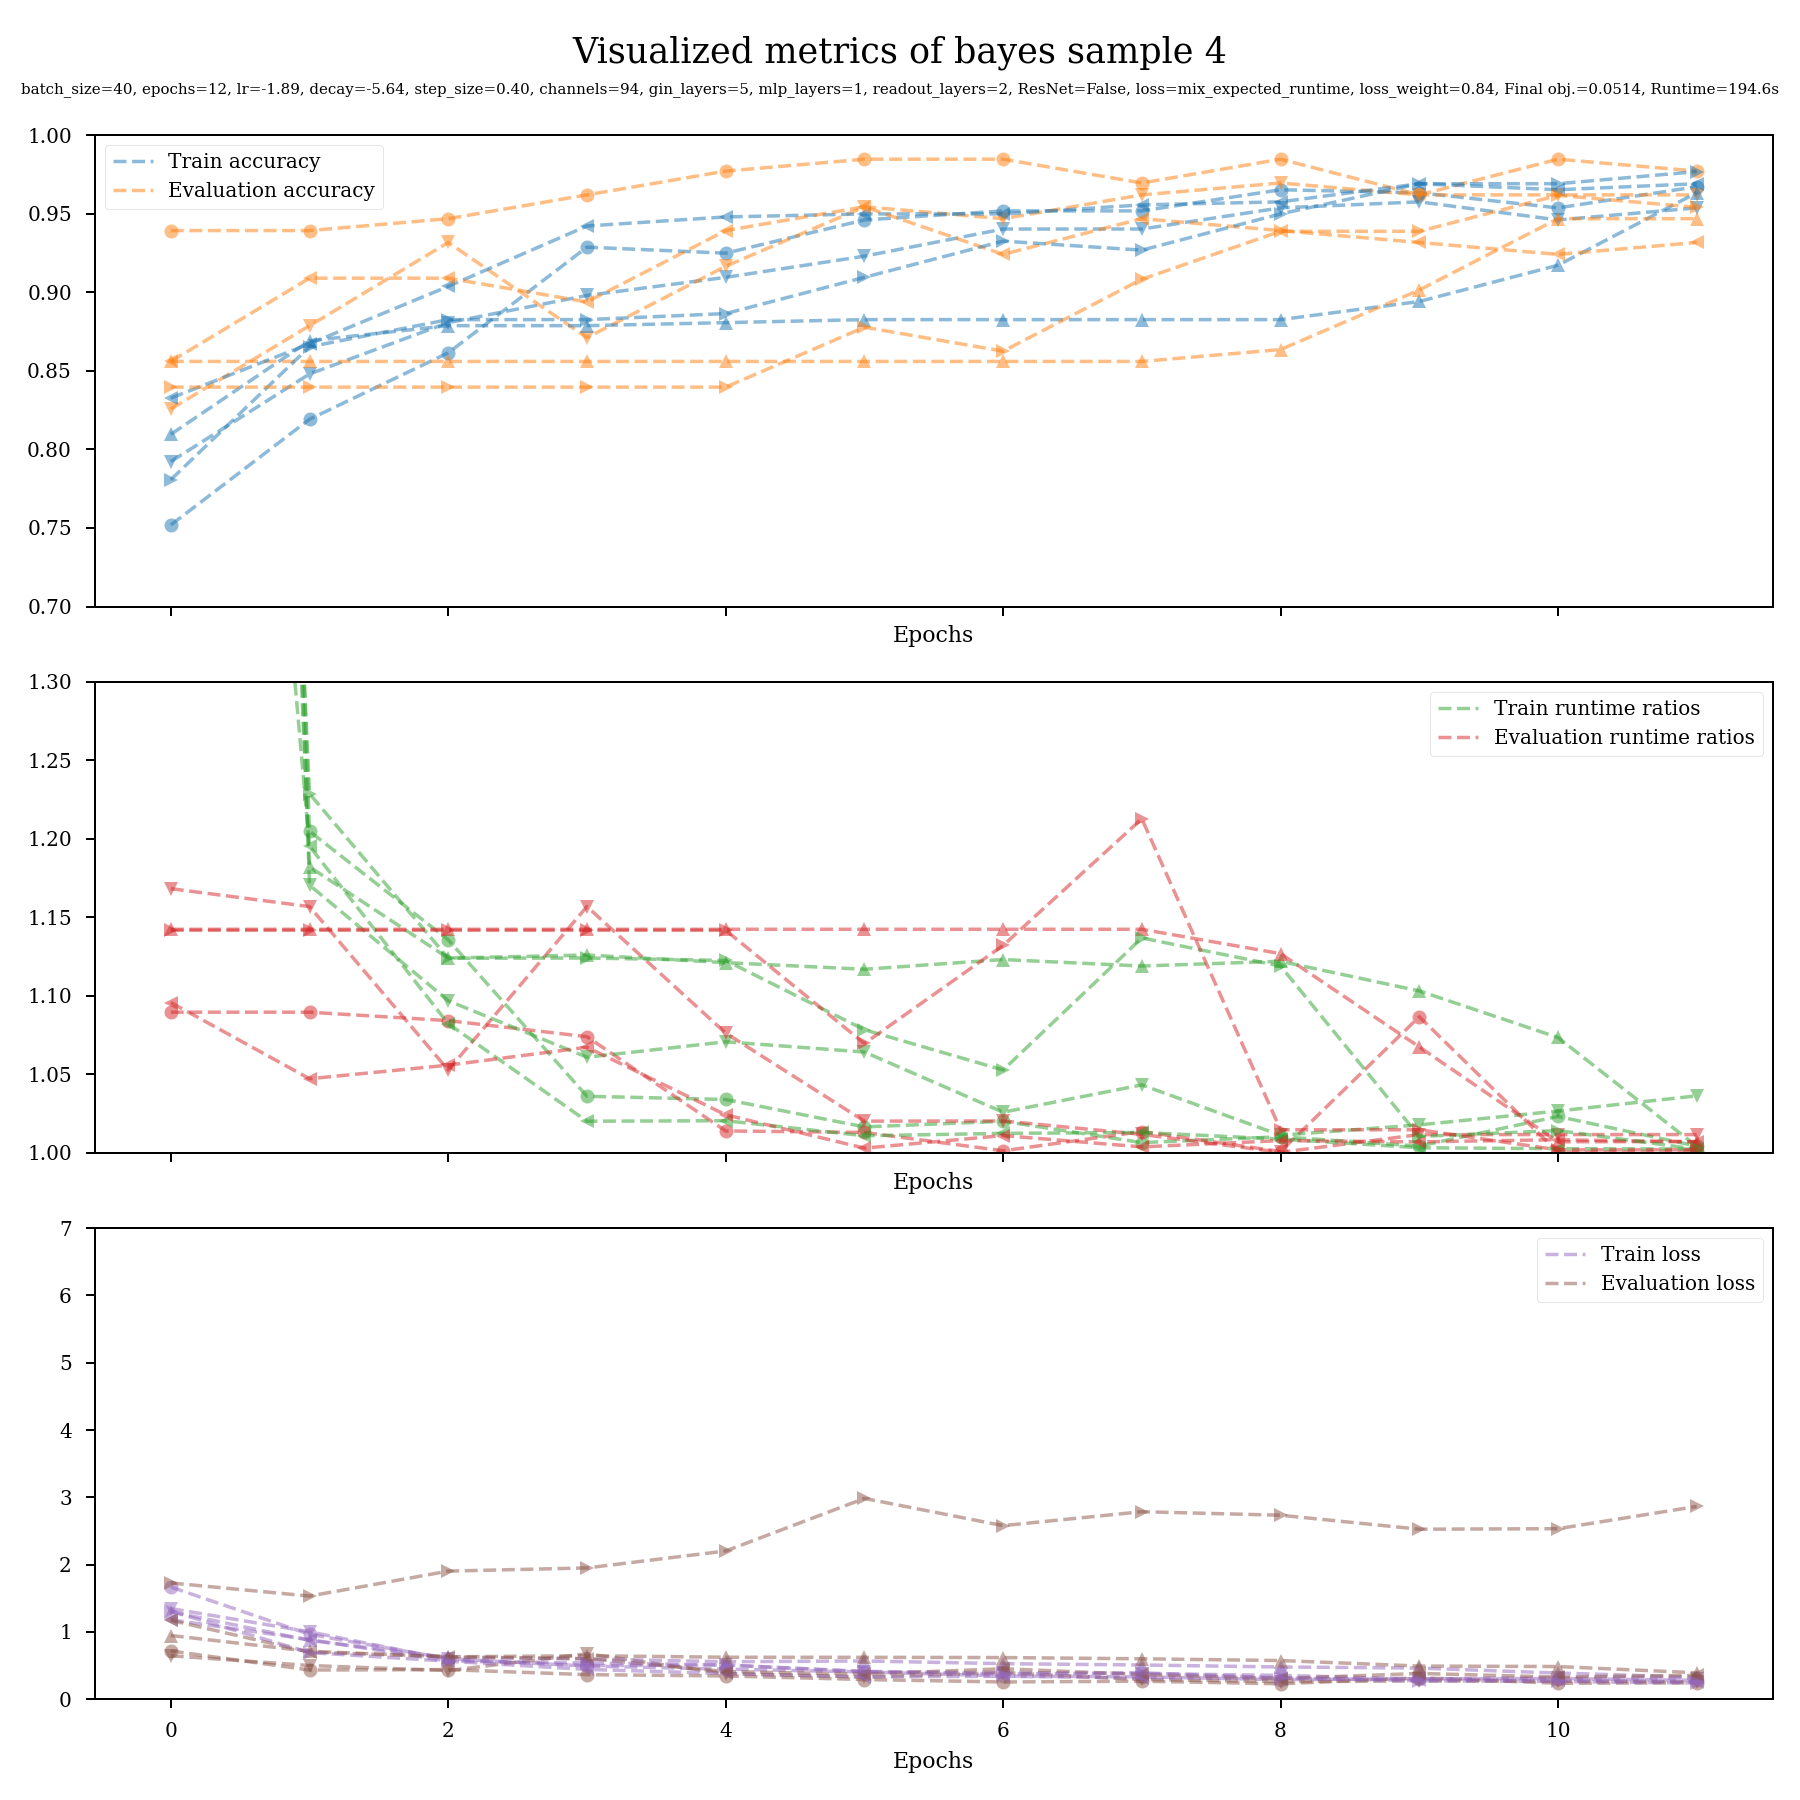 Visualized metrics of bayes sample 4
batch_size=40, epochs=12, lr=-1.89, decay=-5.64, step_size=0.40, channels=94, gin_layers=5, mlp_layers=1, readout_layers=2, ResNet=False, loss=mix_expected_runtime, loss_weight=0.84, Final obj.=0.0514, Runtime=194.6s
1.00
0.95
0.90
0.85
0.80
0.75
0.70
Train accuracy
Evaluation accuracy
Epochs
1.30
1.25
1.20
1.15
1.10
1.05
1.00
Train runtime ratios
Evaluation runtime ratios
Epochs
7
6
5
4
3
2
1
0
Train loss
Evaluation loss
0 2 4 6 8 10
Epochs